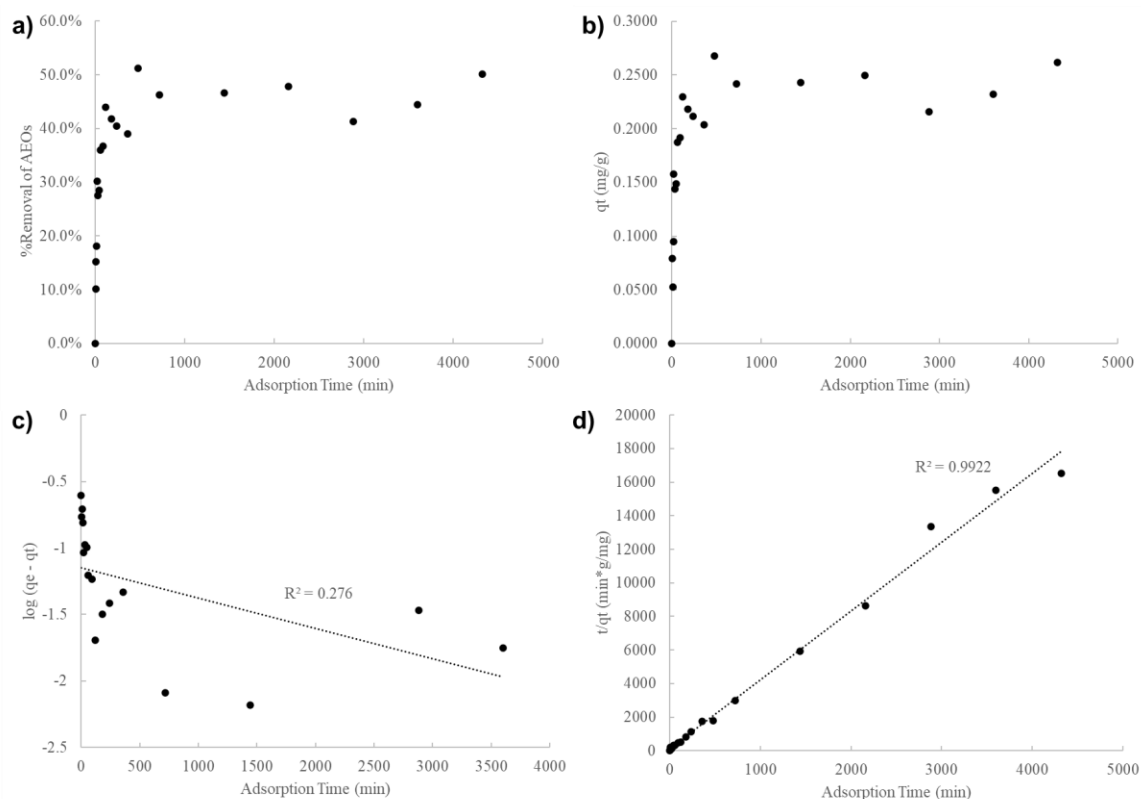 a)
60.0%
50.0%
40.0%
30.0%
20.0%
10.0%
0.0%
%Removal of AEOs
0 1000 2000 3000 4000 5000
Adsorption Time (min)
b)
0.3000
0.2500
0.2000
0.1500
0.1000
0.0500
0.0000
qt (mg/g)
0 1000 2000 3000 4000 5000
Adsorption Time (min)
c)
0
-0.5
-1
-1.5
-2
-2.5
log (qe - qt)
R² = 0.276
0 500 1000 1500 2000 2500 3000 3500 4000
Adsorption Time (min)
d)
20000
18000
16000
14000
12000
10000
8000
6000
4000
2000
0
t/qt (min*g/mg)
R² = 0.9922
0 1000 2000 3000 4000 5000
Adsorption Time (min)